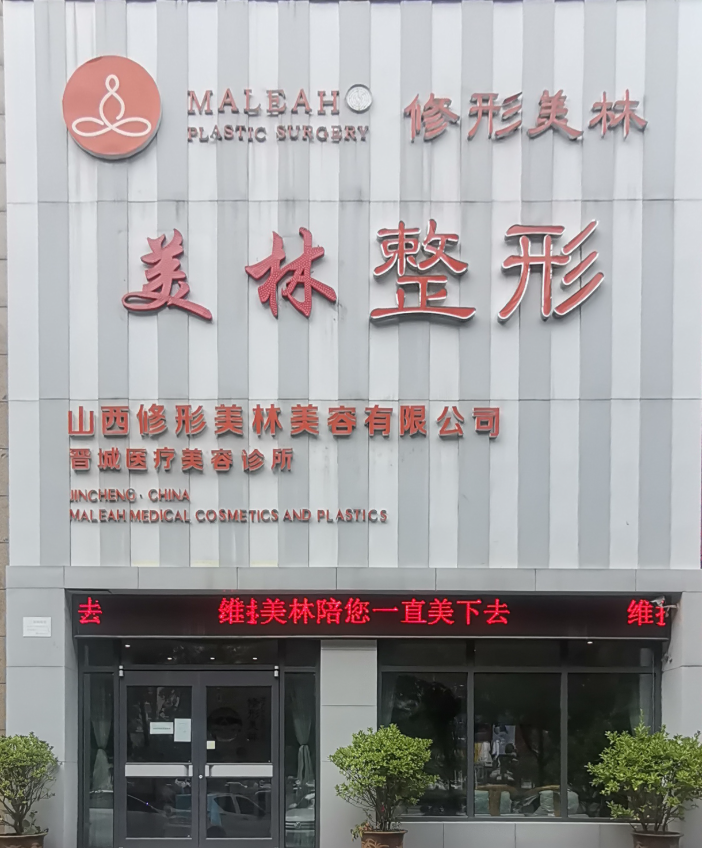 MALEAH
PLASTIC SURGERY
修形美林
美林整形
山西修形美林美容有限公司
晋城医疗美容诊所
JINCHENG · CHINA
MALEAH MEDICAL COSMETICS AND PLASTICS
去 美林陪您一直美下去